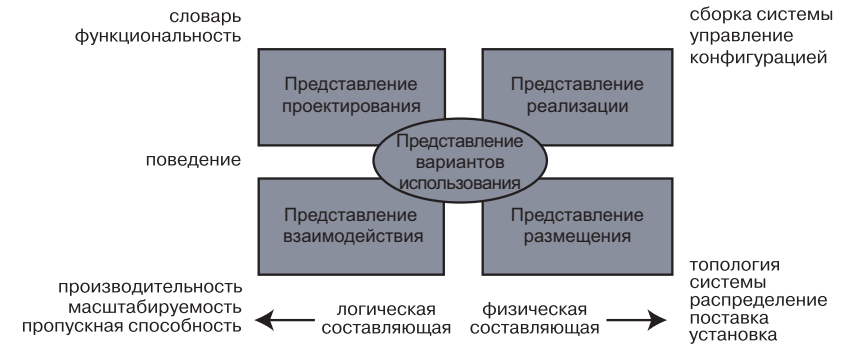 словарь
функциональность
сборка системы
управление
конфигурацией
Представление
проектирования
Представление
реализации
поведение
Представление
вариантов
использования
Представление
взаимодействия
Представление
размещения
производительность
масштабируемость
пропускная способность
логическая
составляющая
физическая
составляющая
топология
системы
распределение
поставка
установка